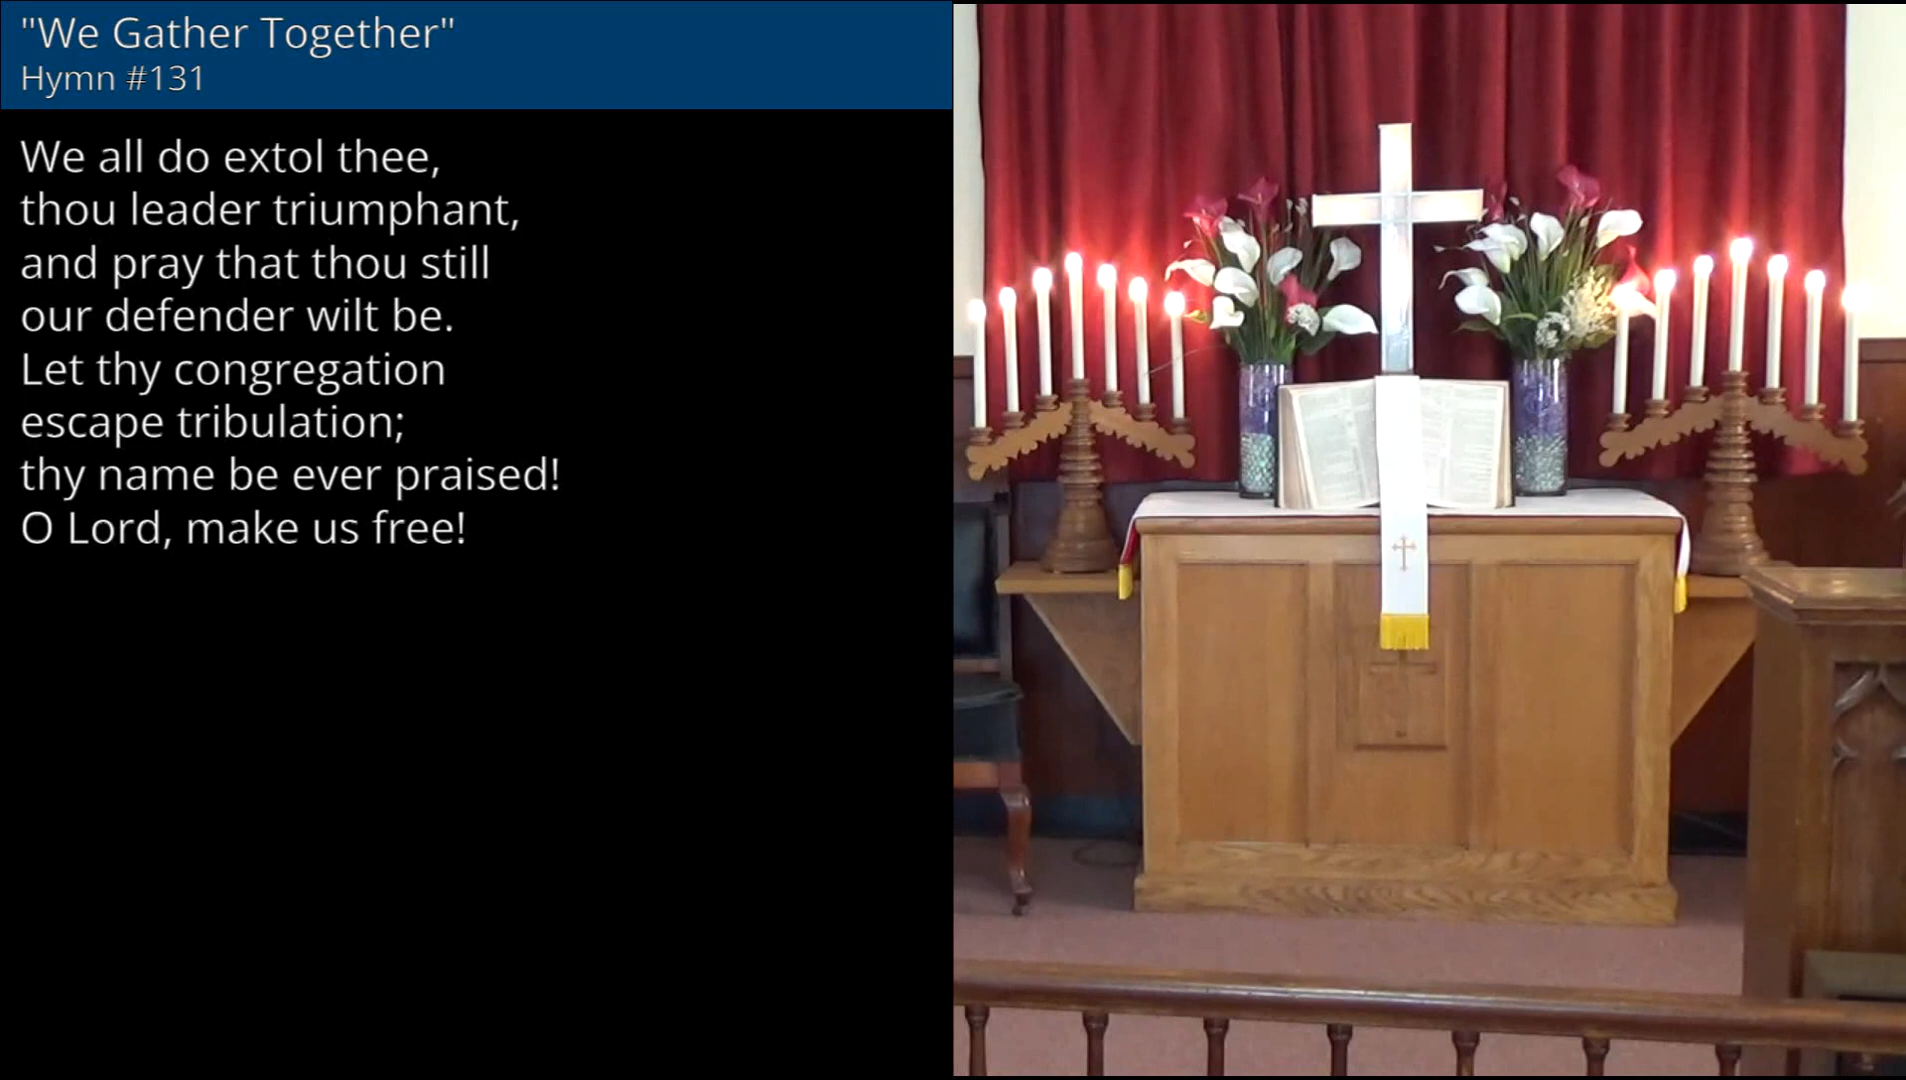 "We Gather Together"
Hymn #131
We all do extol thee,
thou leader triumphant,
and pray that thou still
our defender wilt be.
Let thy congregation
escape tribulation;
thy name be ever praised!
O Lord, make us free!